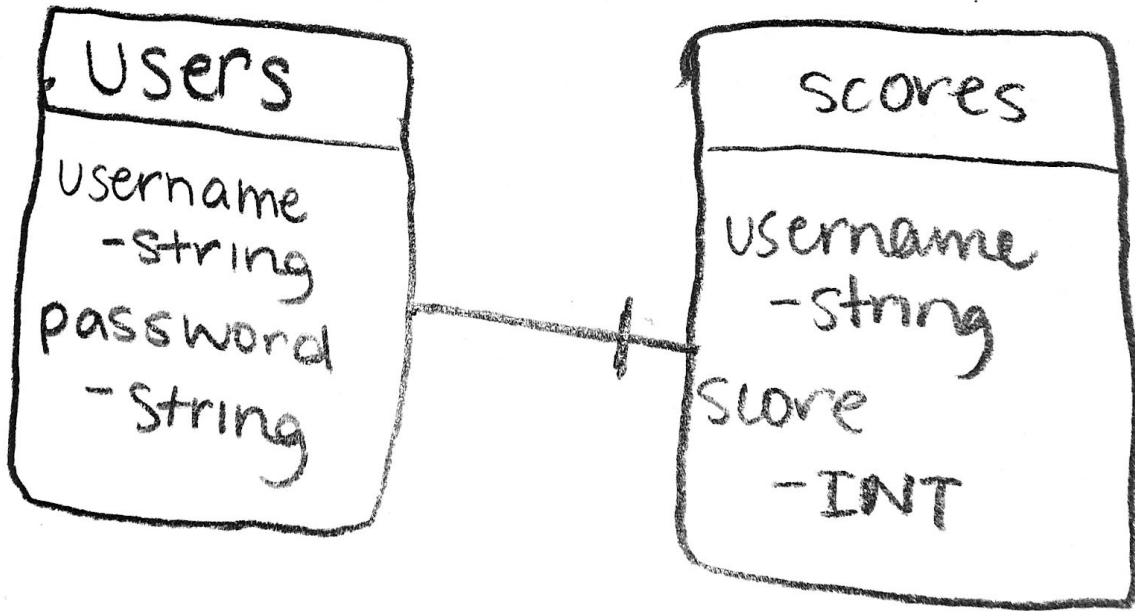 Users
username
-string
password
-string
scores
username
-string
score
-INT